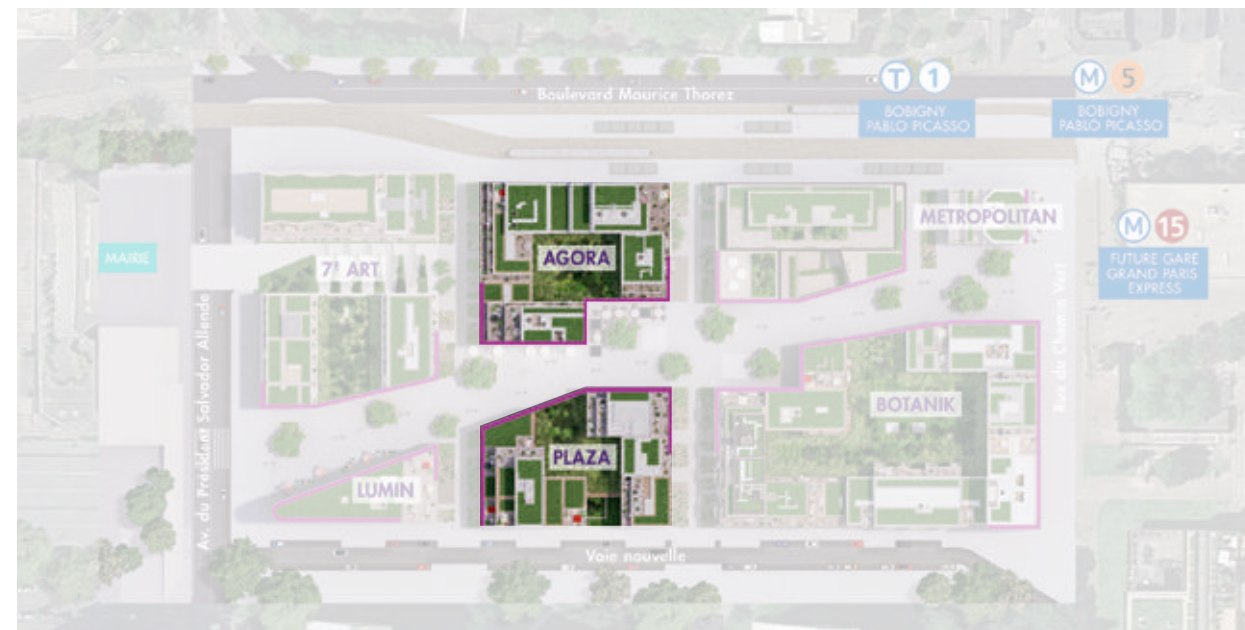 Boulevard Maurice Thorez
T 1
BOBIGNY
PABLO PICASSO
M 5
BOBIGNY
PABLO PICASSO
MAIRIE
7E ART
AGORA
METROPOLITAN
M 15
FUTURE GARE
GRAND PARIS
EXPRESS
Av. du Président Salvador Allende
Rue du Chemin Vert
BOTANIK
PLAZA
LUMIN
Voie nouvelle